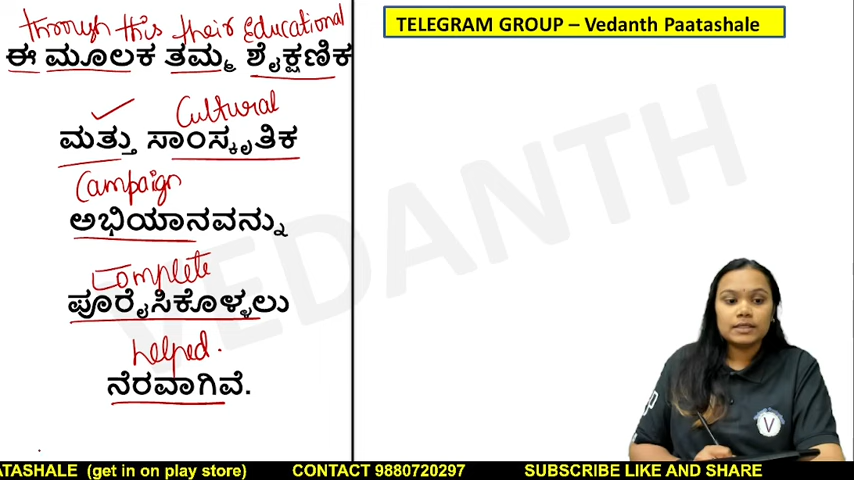 through this their Educational
ಈ ಮೂಲಕ ತಮ್ಮ ಶೈಕ್ಷಣಿಕ
Cultural
ಮತ್ತು ಸಾಂಸ್ಕೃತಿಕ
Campaign
ಅಭಿಯಾನವನ್ನು
Complete
ಪೂರೈಸಿಕೊಳ್ಳಲು
helped.
ನೆರವಾಗಿವೆ.
TELEGRAM GROUP – Vedanth Paatashale
VEDANTH
V
ATASHALE (get in on play store) CONTACT 9880720297 SUBSCRIBE LIKE AND SHARE